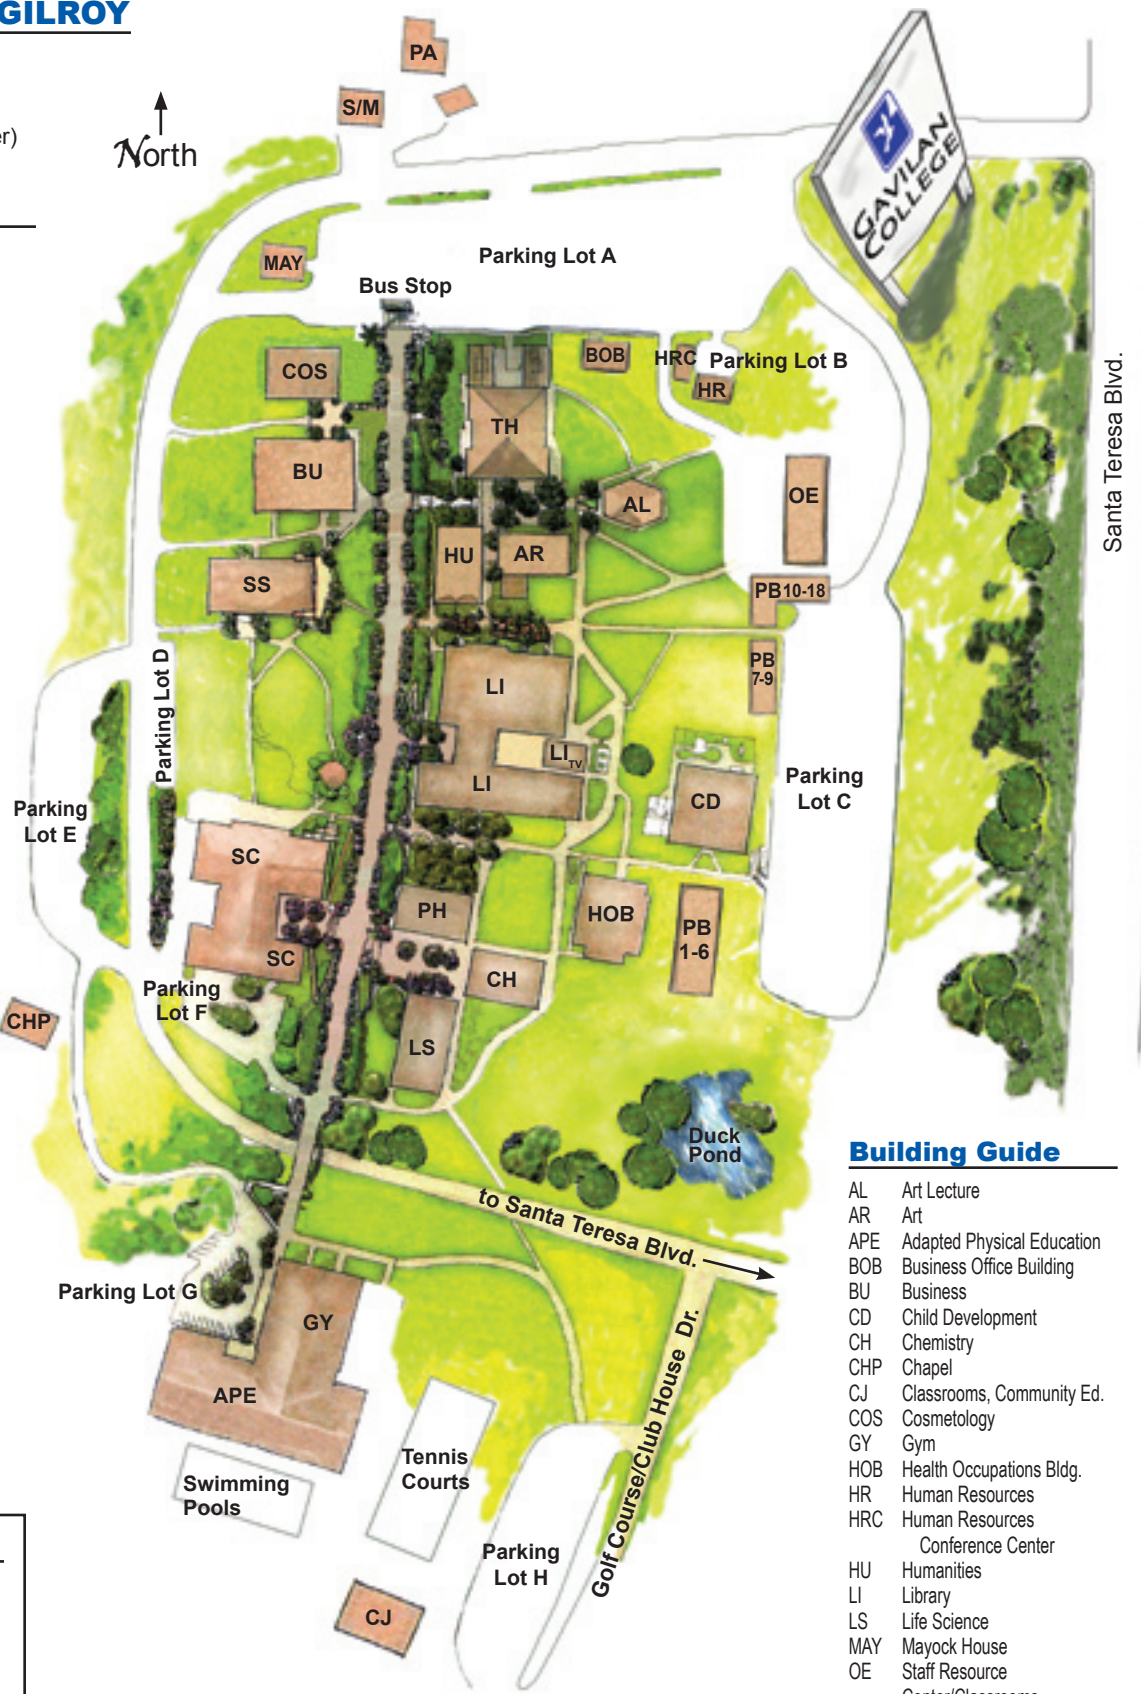 GILROY
er)
North
PA
S/M
GAVILAN
COLLEGE
MAY
Parking Lot A
Bus Stop
COS
BOB
HRC
Parking Lot B
HR
TH
BU
AL
OE
Santa Teresa Blvd.
HU
AR
SS
PB 10-18
PB
7-9
LI
LI TV
LI
Parking Lot D
Parking
Lot C
CD
Parking
Lot E
SC
PH
HOB
PB
1-6
SC
CH
Parking
Lot F
CHP
LS
Duck
Pond
to Santa Teresa Blvd.
Parking Lot G
GY
APE
Golf Course/Club House Dr.
Swimming
Pools
Tennis
Courts
Parking
Lot H
CJ
Building Guide
AL Art Lecture
AR Art
APE Adapted Physical Education
BOB Business Office Building
BU Business
CD Child Development
CH Chemistry
CHP Chapel
CJ Classrooms, Community Ed.
COS Cosmetology
GY Gym
HOB Health Occupations Bldg.
HR Human Resources
HRC Human Resources
Conference Center
HU Humanities
LI Library
LS Life Science
MAY Mayock House
OE Staff Resource
Center/Classrooms